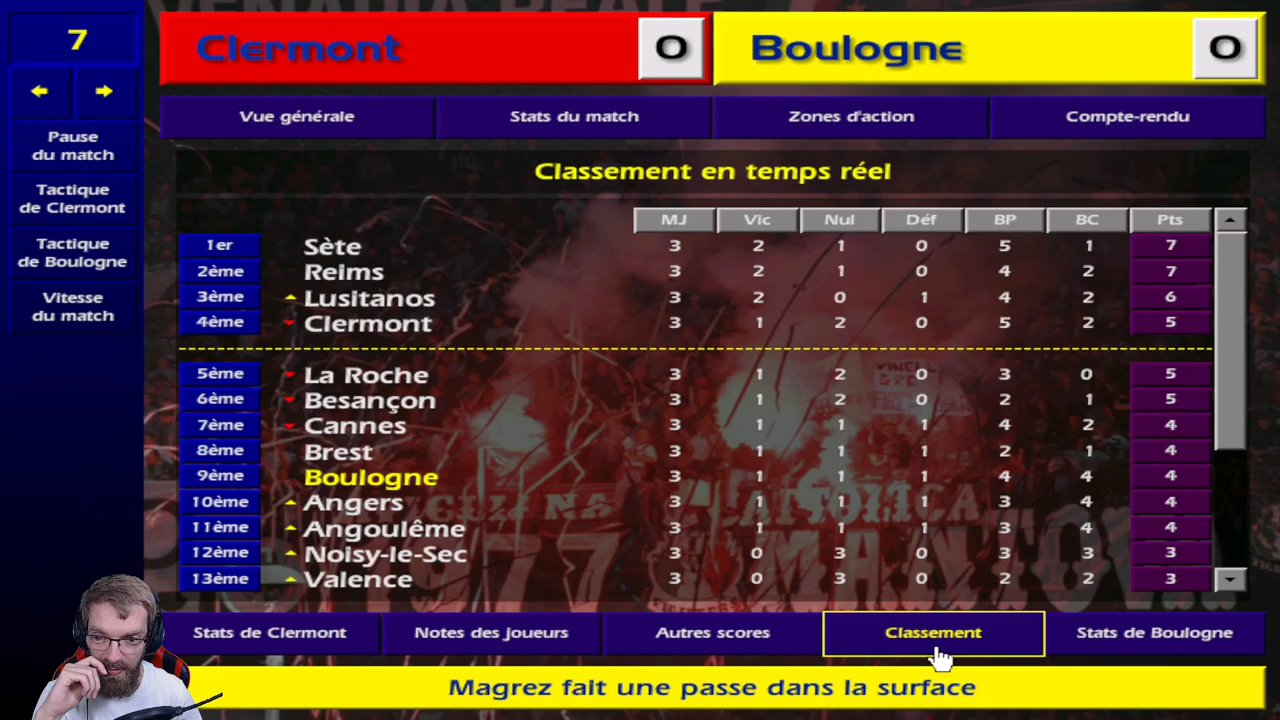 7
Clermont 0 Boulogne 0
Vue générale Stats du match Zones d'action Compte-rendu
Pause
du match
Tactique
de Clermont
Tactique
de Boulogne
Vitesse
du match
Classement en temps réel
MJ Vic Nul Déf BP BC Pts
1er Sète 3 2 1 0 5 1 7
2ème Reims 3 2 1 0 4 2 7
3ème Lusitanos 3 2 0 1 4 2 6
4ème Clermont 3 1 2 0 5 2 5
5ème La Roche 3 1 2 0 3 0 5
6ème Besançon 3 1 2 0 2 1 5
7ème Cannes 3 1 1 1 4 2 4
8ème Brest 3 1 1 1 2 1 4
9ème Boulogne 3 1 1 1 4 4 4
10ème Angers 3 1 1 1 3 4 4
11ème Angoulême 3 1 1 1 3 4 4
12ème Noisy-le-Sec 3 0 3 0 3 3 3
13ème Valence 3 0 3 0 2 2 3
Stats de Clermont Notes des joueurs Autres scores Classement Stats de Boulogne
Magrez fait une passe dans la surface